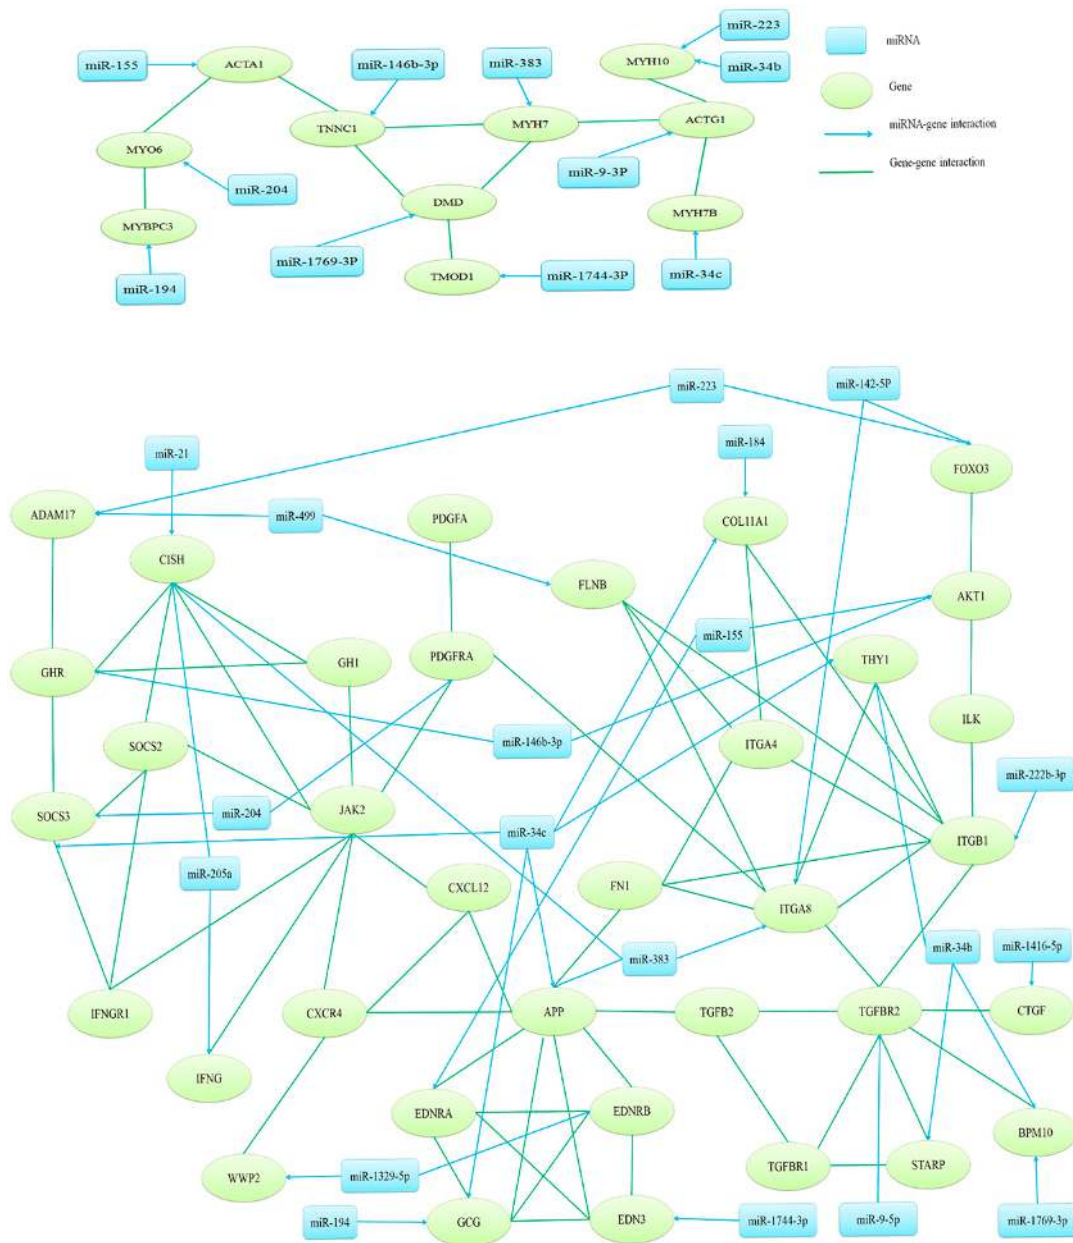 miR-223
miRNA
miR-155
ACTA1
miR-146b-3p
miR-383
MYH10
miR-34b
Gene
TNNC1
MYH7
ACTG1
miRNA-gene interaction
MYO6
miR-9-3P
Gene-gene interaction
miR-204
DMD
MYH7B
MYBPC3
miR-1769-3P
TMOD1
miR-1744-3P
miR-34c
miR-194
miR-223
miR-142-5P
miR-21
miR-184
FOXO3
ADAM17
miR-499
PDGFA
COL11A1
CISH
FLNB
AKT1
miR-155
GHR
GH1
PDGFRA
THY1
ILK
SOCS2
miR-146b-3p
ITGA4
miR-222b-3p
SOCS3
miR-204
JAK2
miR-34c
ITGB1
miR-205a
CXCL12
FN1
ITGA8
miR-34b
miR-1416-5p
miR-383
IFNGR1
CXCR4
APP
TGFB2
TGFBR2
CTGF
IFNG
EDNRA
EDNRB
BPM10
WWP2
miR-1329-5p
TGFBR1
STARP
miR-194
GCG
EDN3
miR-1744-3p
miR-9-5p
miR-1769-3p